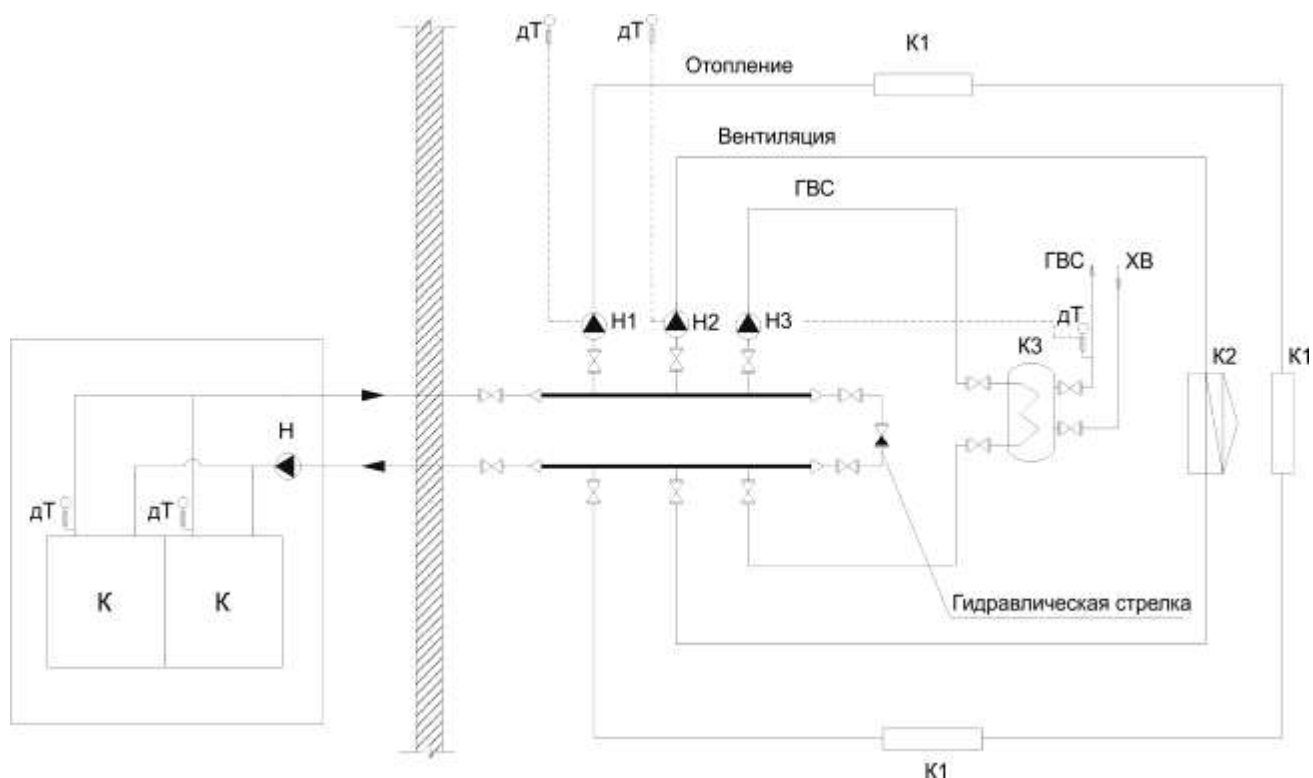 дТ
дТ
К1
Отопление
Вентиляция
ГВС
ГВС
ХВ
Н1
Н2
Н3
дТ
К3
К2
К1
Н
дТ
дТ
К
К
Гидравлическая стрелка
К1